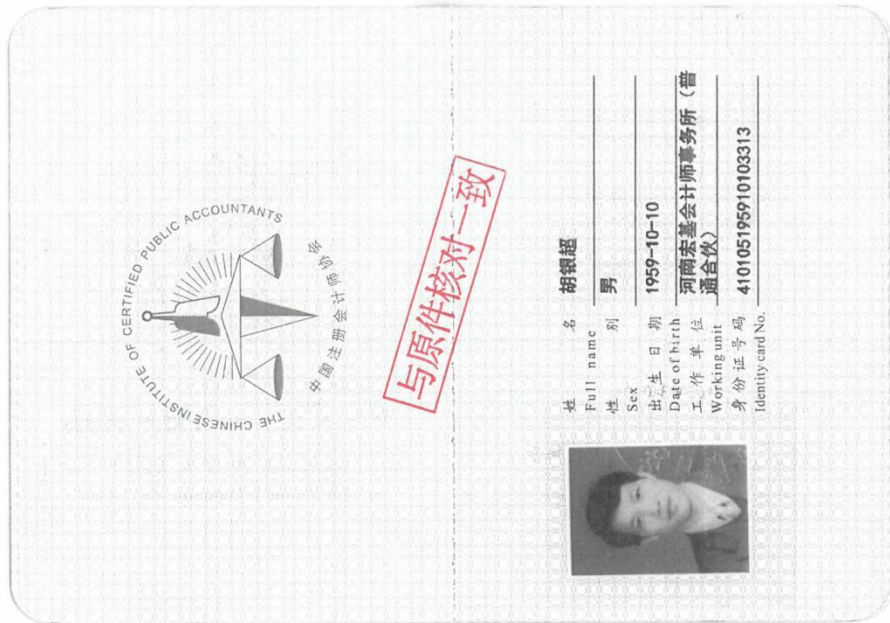 THE CHINESE INSTITUTE OF CERTIFIED PUBLIC ACCOUNTANTS
中国注册会计师协会
与原件核对一致
姓 名 胡银超
Full name
性 别 男
Sex
出生日期 1959-10-10
Date of birth
工作单位 河南宏基会计师事务所（普
Working unit 通合伙）
身份证号码 410105195910103313
Identity card No.